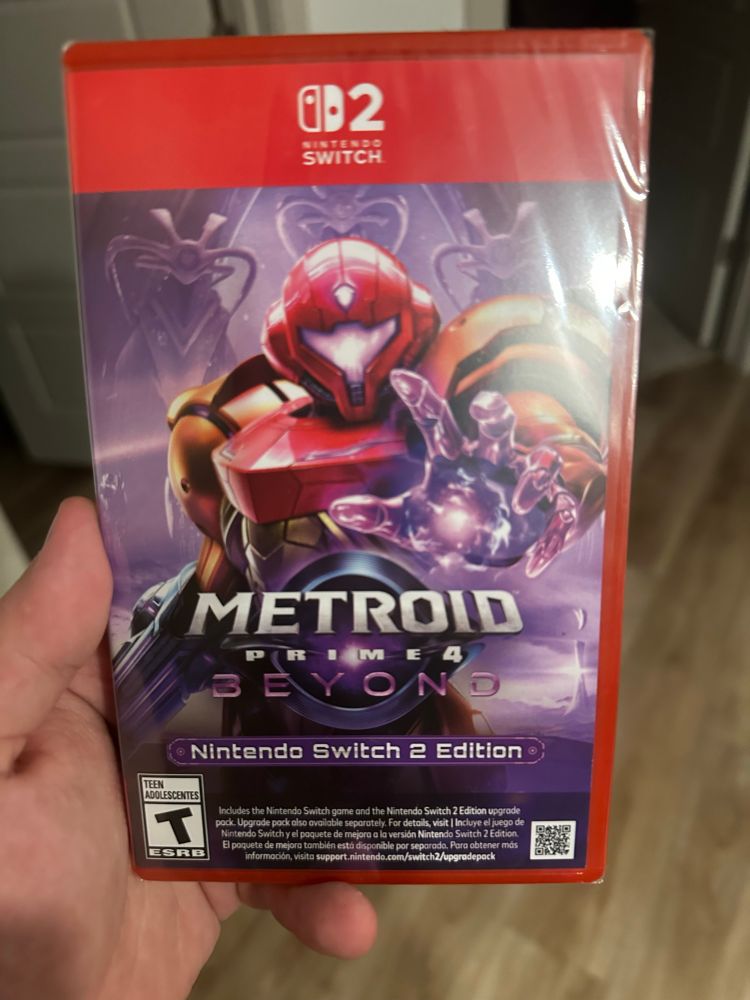 2
NINTENDO
SWITCH
METROID™
PRIME 4
BEYOND
Nintendo Switch 2 Edition
TEEN
ADOLESCENTES
T
ESRB
Includes the Nintendo Switch game and the Nintendo Switch 2 Edition upgrade
pack. Upgrade pack also available separately. For details, visit | Incluye el juego de
Nintendo Switch y el paquete de mejora a la versión Nintendo Switch 2 Edition.
El paquete de mejora también está disponible por separado. Para obtener más
información, visita support.nintendo.com/switch2/upgradepack